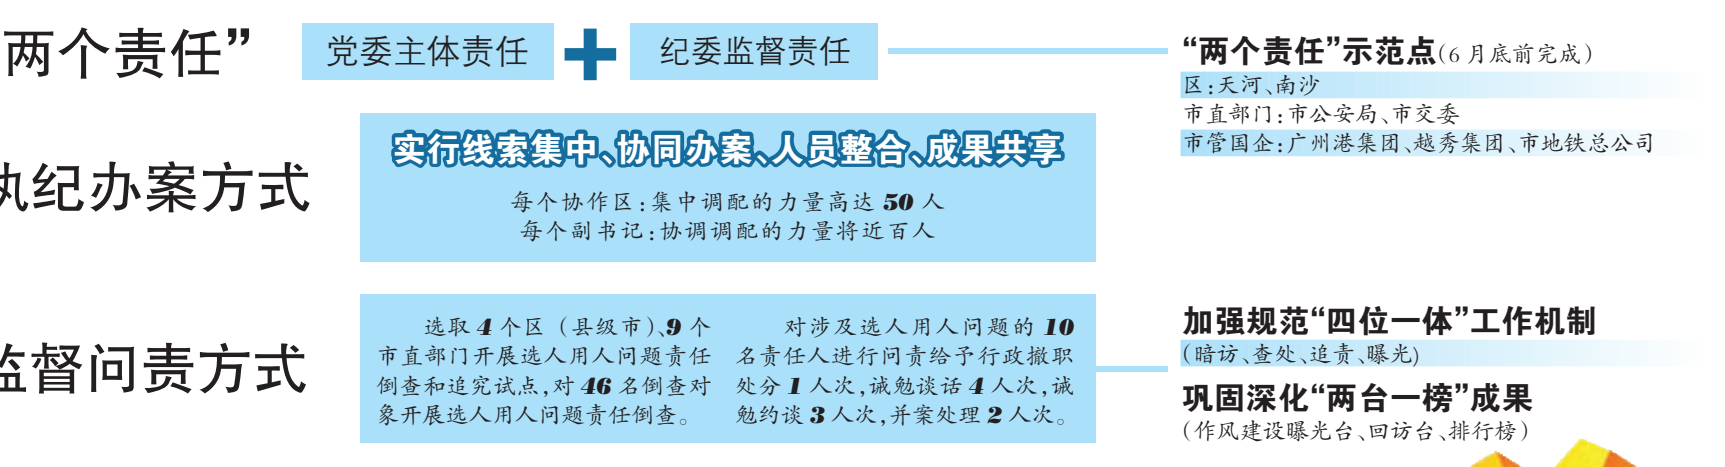 两个责任”
党委主体责任
纪委监督责任
“两个责任”示范点(6月底前完成)
区:天河、南沙
市直部门:市公安局、市交委
市管国企:广州港集团、越秀集团、市地铁总公司
执纪办案方式
实行线索集中、协同办案、人员整合、成果共享
每个协作区:集中调配的力量高达 50 人
每个副书记:协调调配的力量将近百人
监督问责方式
选取 4 个区(县级市)、9 个
市直部门开展选人用人问题责任
倒查和追究试点,对 46 名倒查对
象开展选人用人问题责任倒查。
对涉及选人用人问题的 10
名责任人进行问责给予行政撤职
处分 1 人次,诫勉谈话 4 人次,诫
勉约谈 3 人次,并案处理 2 人次。
加强规范“四位一体”工作机制
(暗访、查处、追责、曝光)
巩固深化“两台一榜”成果
(作风建设曝光台、回访台、排行榜)